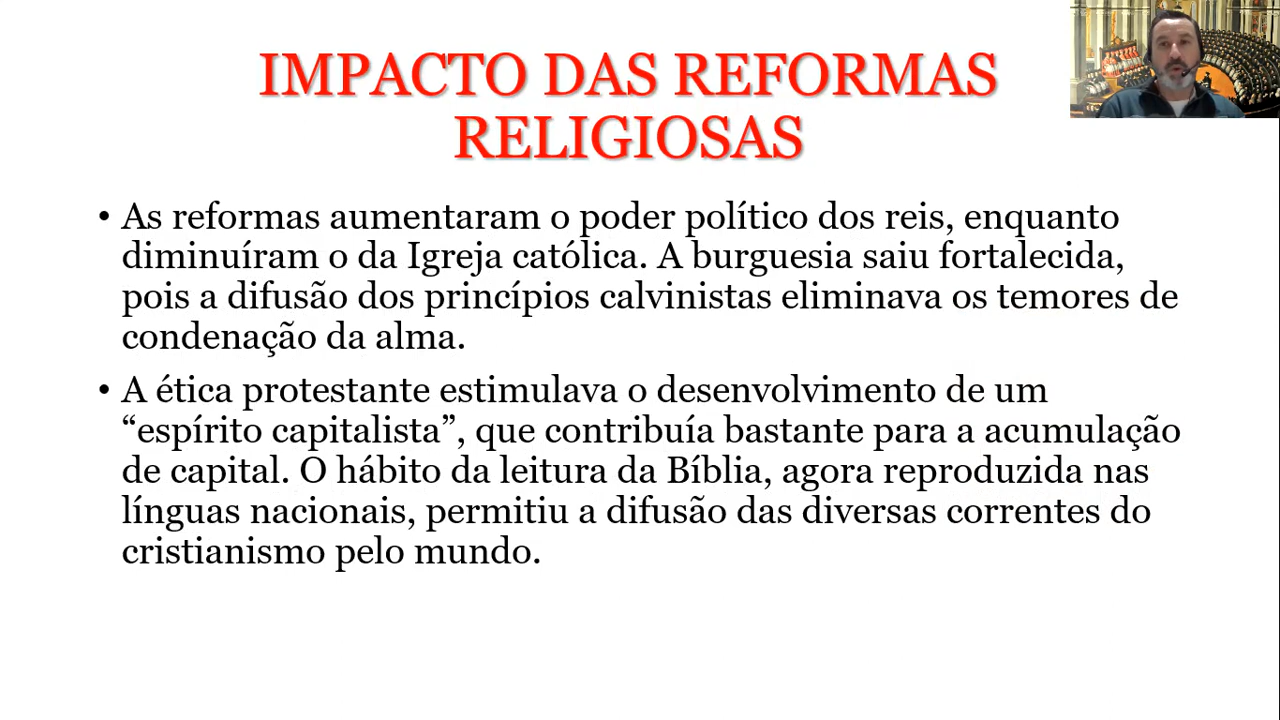 IMPACTO DAS REFORMAS
RELIGIOSAS
• As reformas aumentaram o poder político dos reis, enquanto
diminuíram o da Igreja católica. A burguesia saiu fortalecida,
pois a difusão dos princípios calvinistas eliminava os temores de
condenação da alma.
• A ética protestante estimulava o desenvolvimento de um
“espírito capitalista”, que contribuía bastante para a acumulação
de capital. O hábito da leitura da Bíblia, agora reproduzida nas
línguas nacionais, permitiu a difusão das diversas correntes do
cristianismo pelo mundo.